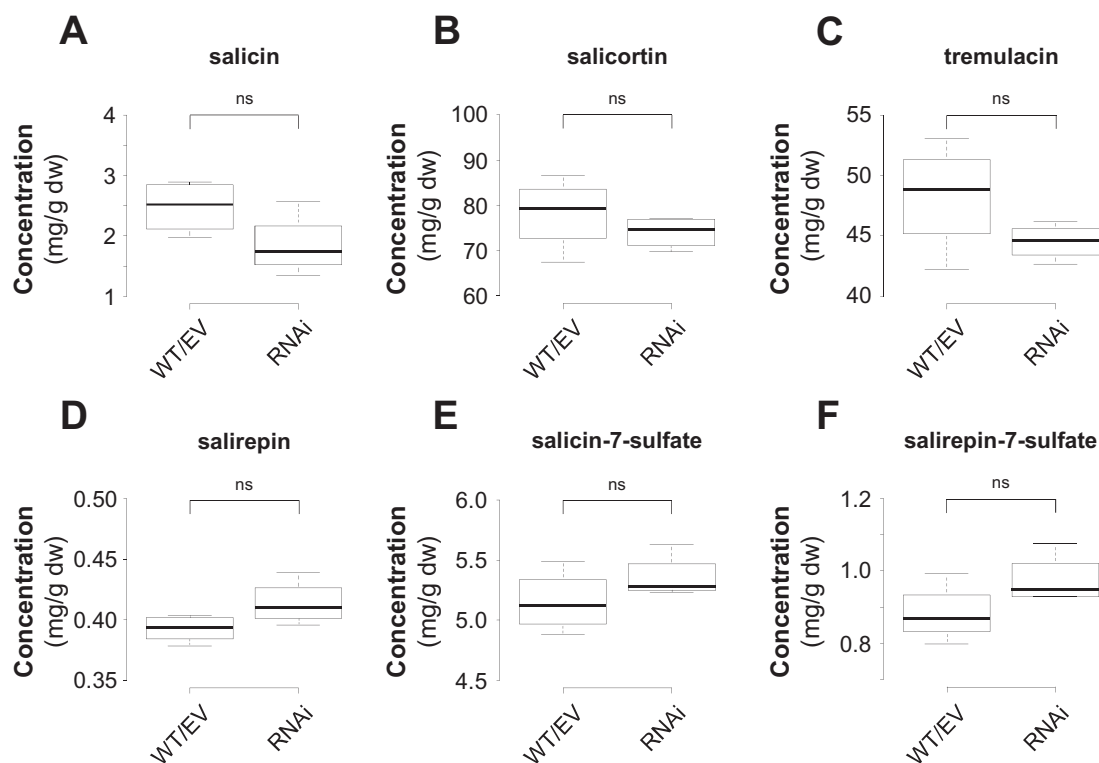 A
salicin
ns
Concentration
(mg/g dw)
4
3
2
1
WT/EV
RNAi
B
salicortin
ns
Concentration
(mg/g dw)
100
90
80
70
60
WT/EV
RNAi
C
tremulacin
ns
Concentration
(mg/g dw)
55
50
45
40
WT/EV
RNAi
D
salirepin
ns
Concentration
(mg/g dw)
0.50
0.45
0.40
0.35
WT/EV
RNAi
E
salicin-7-sulfate
ns
Concentration
(mg/g dw)
6.0
5.5
5.0
4.5
WT/EV
RNAi
F
salirepin-7-sulfate
ns
Concentration
(mg/g dw)
1.2
1.0
0.8
WT/EV
RNAi